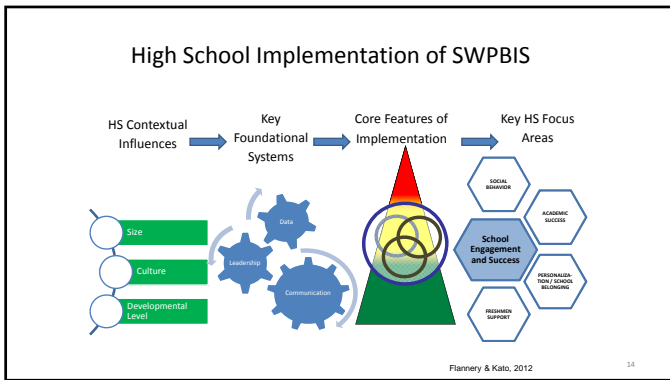 High School Implementation of SWPBIS
HS Contextual
Influences
Key
Foundational
Systems
Core Features of
Implementation
Key HS Focus
Areas
Size
Culture
Developmental
Level
Data
Leadership
Communication
SOCIAL
BEHAVIOR
ACADEMIC
SUCCESS
School
Engagement
and Success
PERSONALIZA-
TION / SCHOOL
BELONGING
FRESHMEN
SUPPORT
Flannery & Kato, 2012
14